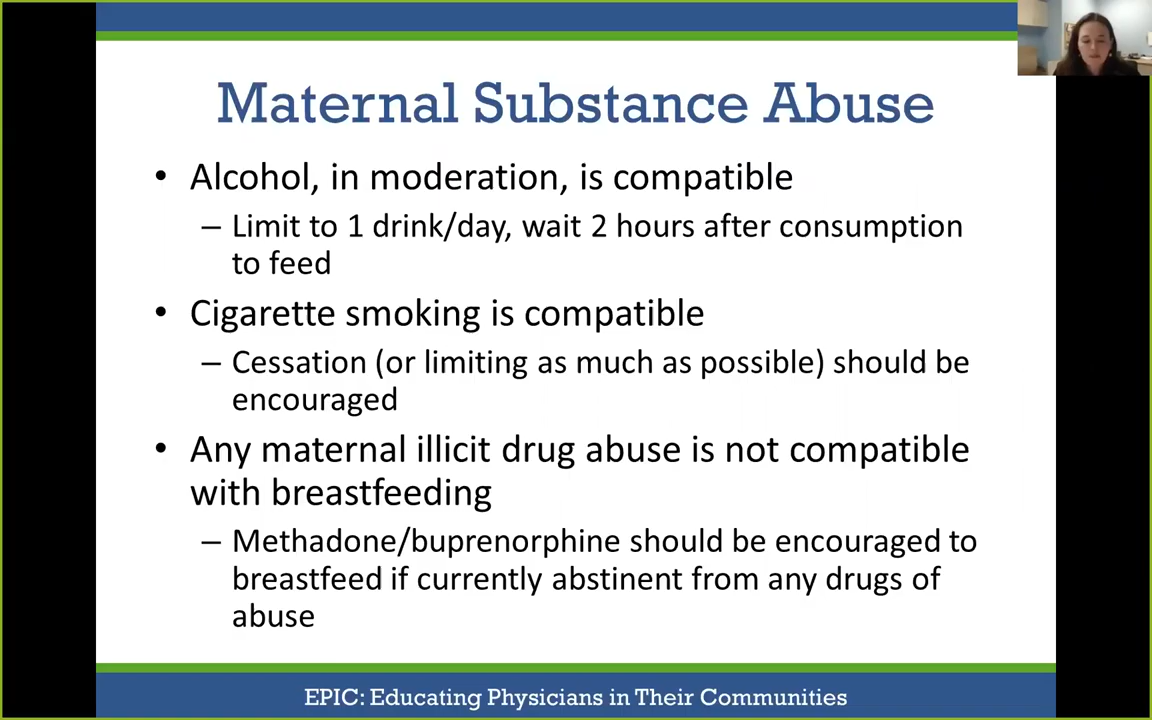 Maternal Substance Abuse
• Alcohol, in moderation, is compatible
– Limit to 1 drink/day, wait 2 hours after consumption
to feed
• Cigarette smoking is compatible
– Cessation (or limiting as much as possible) should be
encouraged
• Any maternal illicit drug abuse is not compatible
with breastfeeding
– Methadone/buprenorphine should be encouraged to
breastfeed if currently abstinent from any drugs of
abuse
EPIC: Educating Physicians in Their Communities